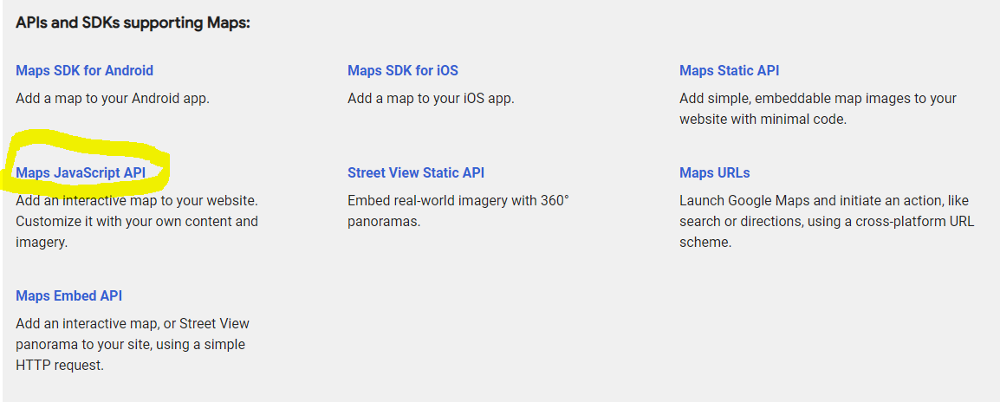 APIs and SDKs supporting Maps:
Maps SDK for Android
Add a map to your Android app.
Maps SDK for iOS
Add a map to your iOS app.
Maps Static API
Add simple, embeddable map images to your
website with minimal code.
Maps JavaScript API
Add an interactive map to your website.
Customize it with your own content and
imagery.
Street View Static API
Embed real-world imagery with 360°
panoramas.
Maps URLs
Launch Google Maps and initiate an action, like
search or directions, using a cross-platform URL
scheme.
Maps Embed API
Add an interactive map, or Street View
panorama to your site, using a simple
HTTP request.